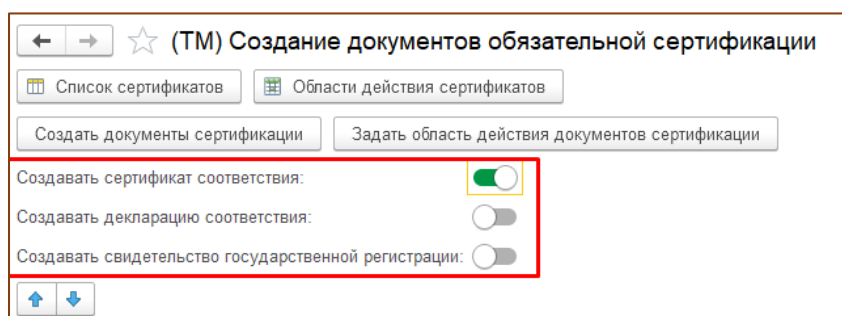 (ТМ) Создание документов обязательной сертификации
Список сертификатов Области действия сертификатов
Создать документы сертификации Задать область действия документов сертификации
Создавать сертификат соответствия:
Создавать декларацию соответствия:
Создавать свидетельство государственной регистрации: